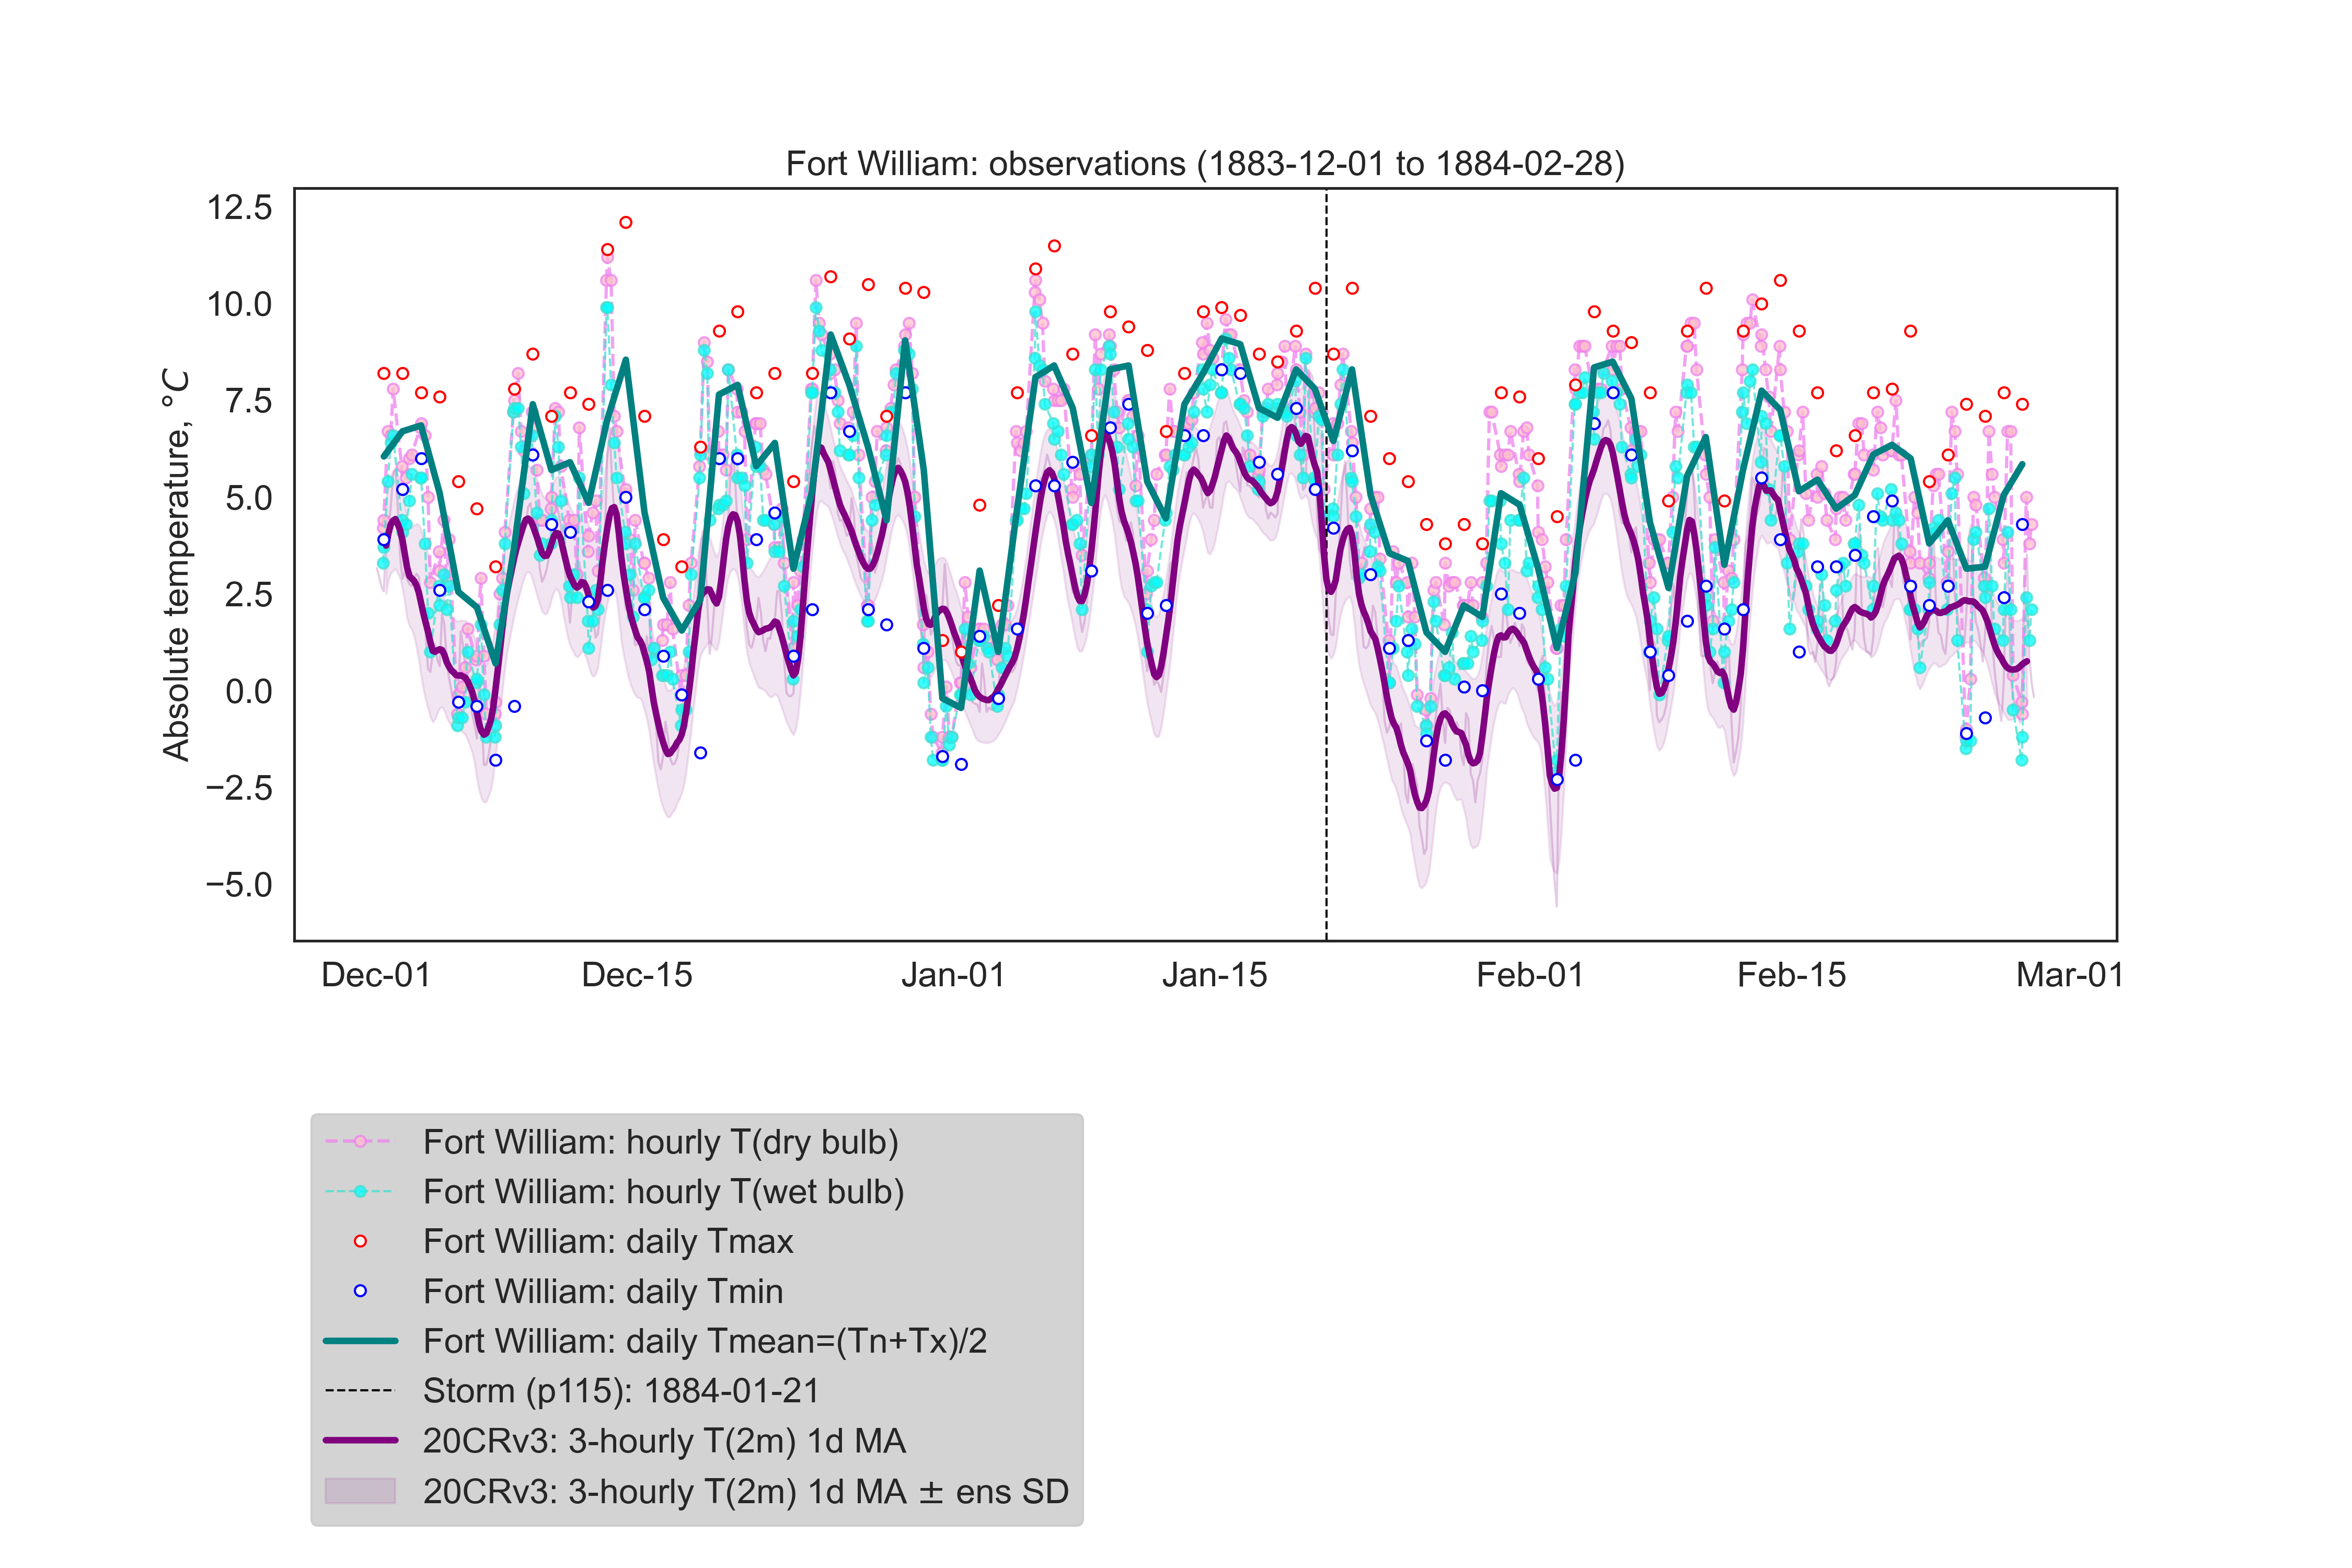 Fort William: observations (1883-12-01 to 1884-02-28)
Absolute temperature, °C
12.5
10.0
7.5
5.0
2.5
0.0
−2.5
−5.0
Dec-01 Dec-15 Jan-01 Jan-15 Feb-01 Feb-15 Mar-01
Fort William: hourly T(dry bulb)
Fort William: hourly T(wet bulb)
Fort William: daily Tmax
Fort William: daily Tmin
Fort William: daily Tmean=(Tn+Tx)/2
Storm (p115): 1884-01-21
20CRv3: 3-hourly T(2m) 1d MA
20CRv3: 3-hourly T(2m) 1d MA ± ens SD